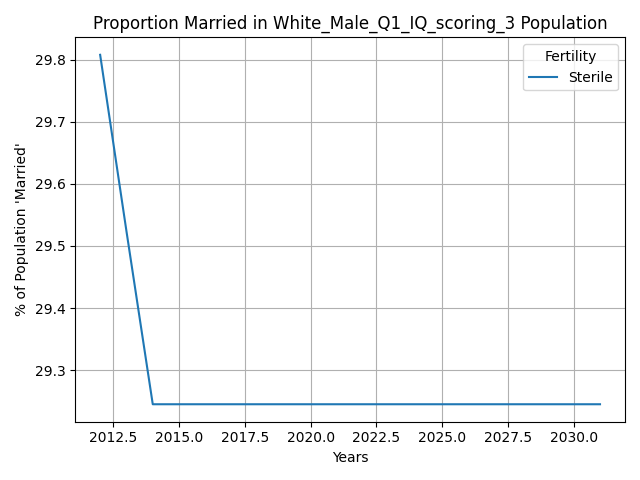 Proportion Married in White_Male_Q1_IQ_scoring_3 Population
Fertility
Sterile
% of Population 'Married'
29.8
29.7
29.6
29.5
29.4
29.3
2012.5 2015.0 2017.5 2020.0 2022.5 2025.0 2027.5 2030.0
Years